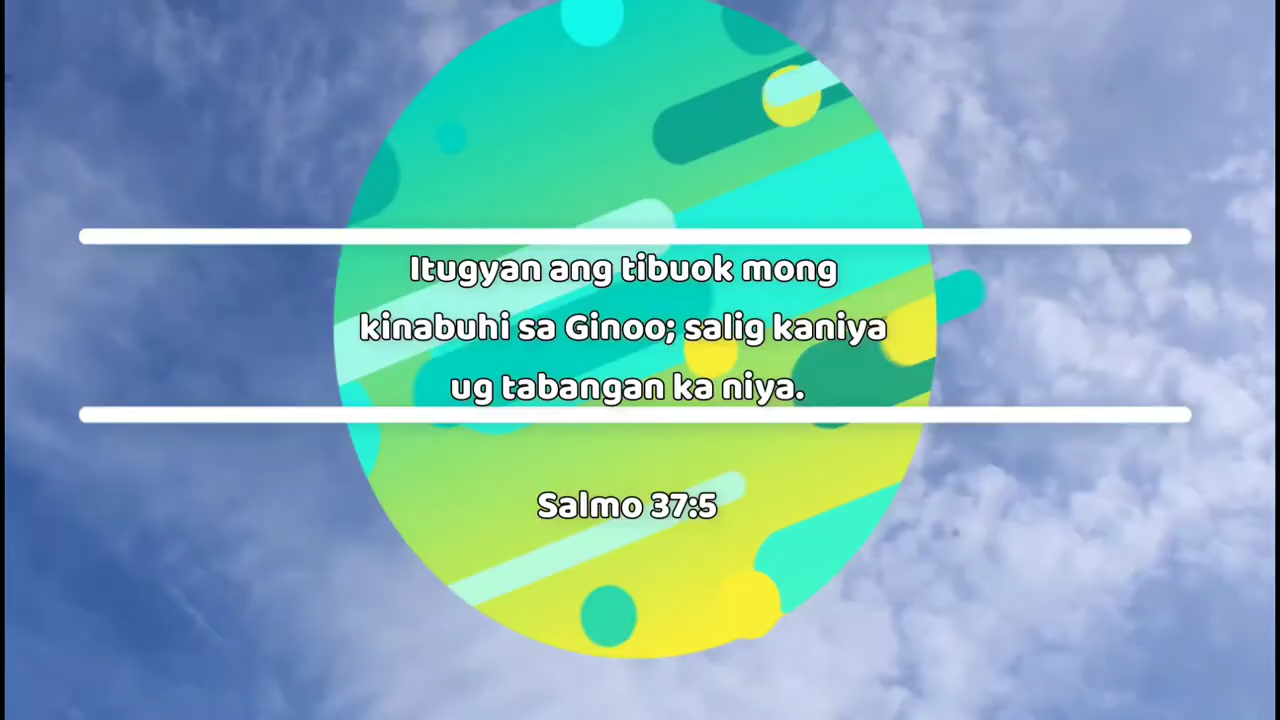 Itugyan ang tibuok mong
kinabuhi sa Ginoo; salig kaniya
ug tabangan ka niya.
Salmo 37:5